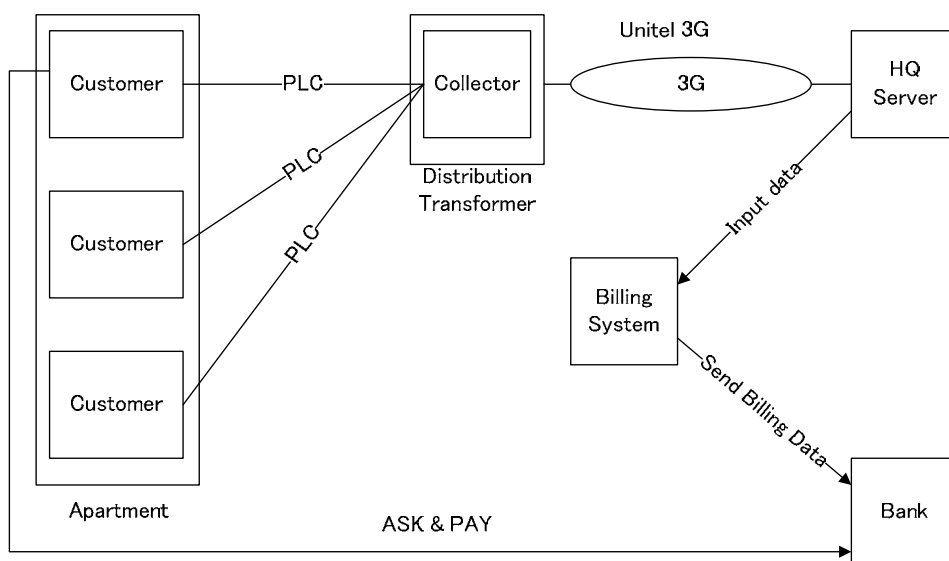 Unitel 3G
Customer
PLC
Collector
3G
HQ
Server
PLC
Distribution
Transformer
Customer
PLC
Input data
Billing
System
Customer
Send Billing Data
Apartment
ASK & PAY
Bank